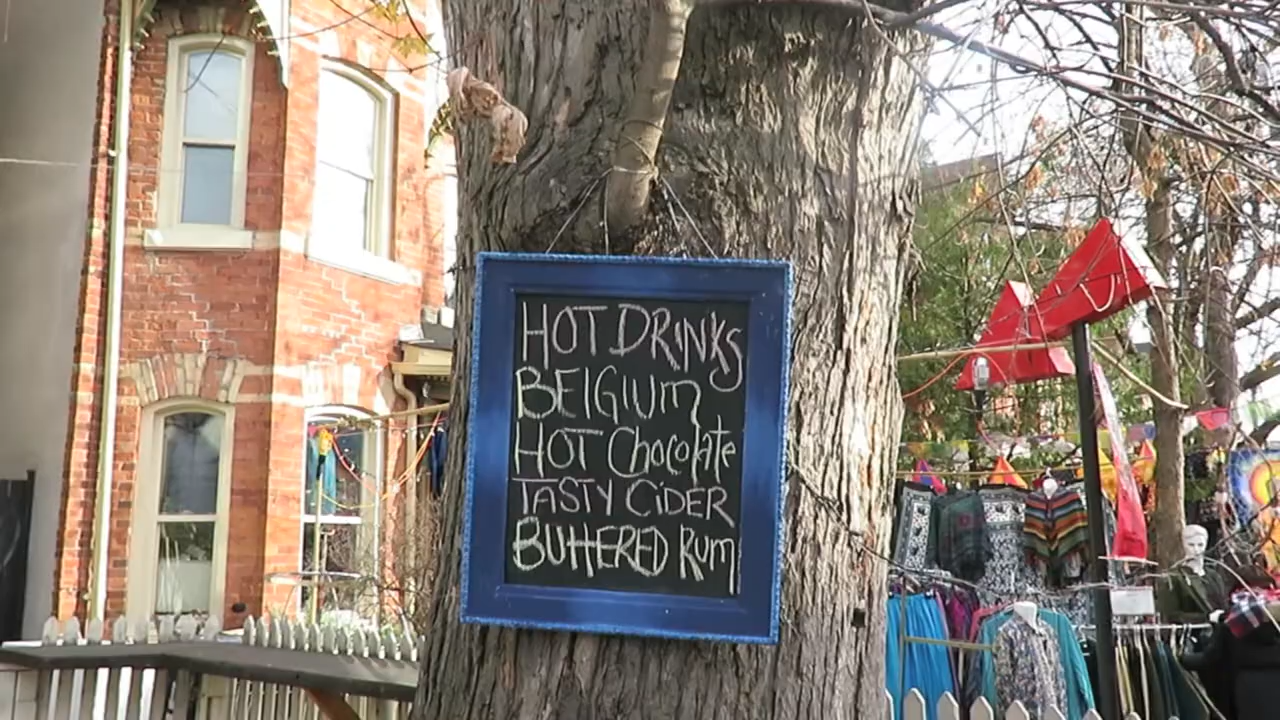 HOT DRINKS
BElGium
HOT Chocolate
TASTY CiDER
BUttERED Rum